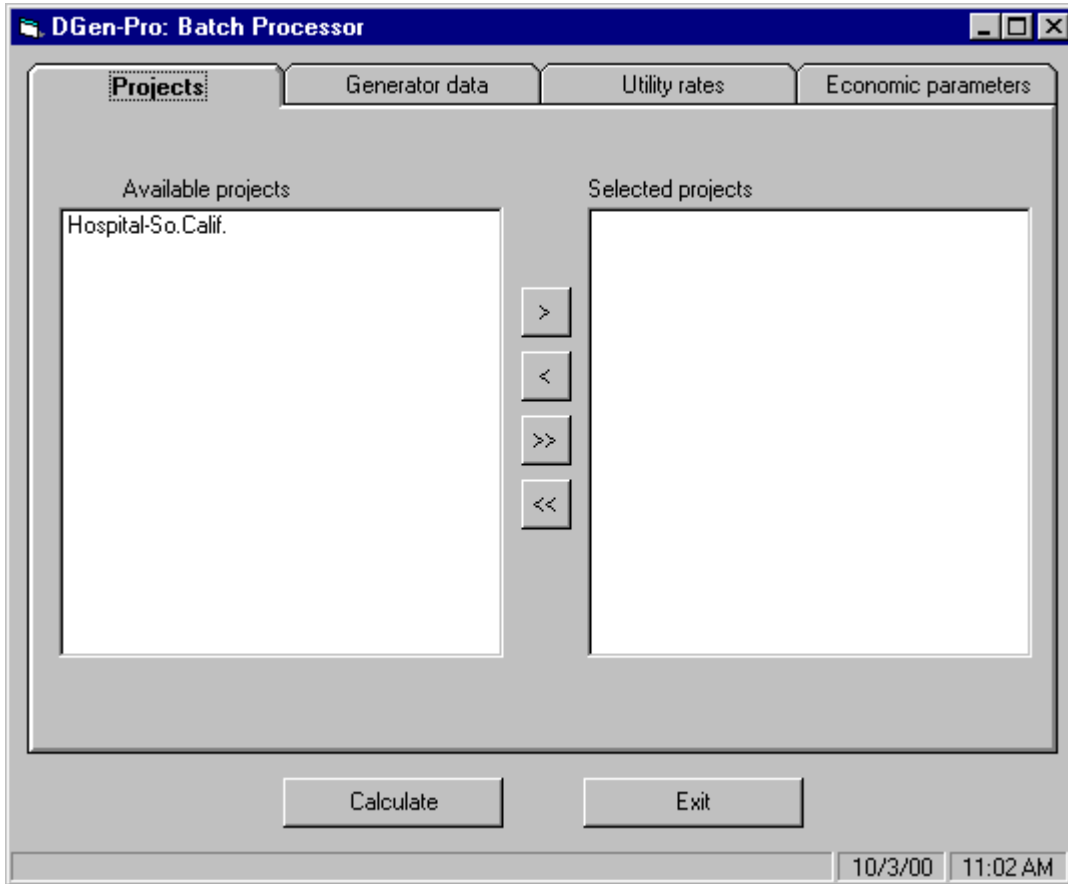 DGen-Pro: Batch Processor
Projects Generator data Utility rates Economic parameters
Available projects Selected projects
Hospital-So.Calif.
>
<
>>
<<
Calculate Exit
10/3/00 11:02 AM